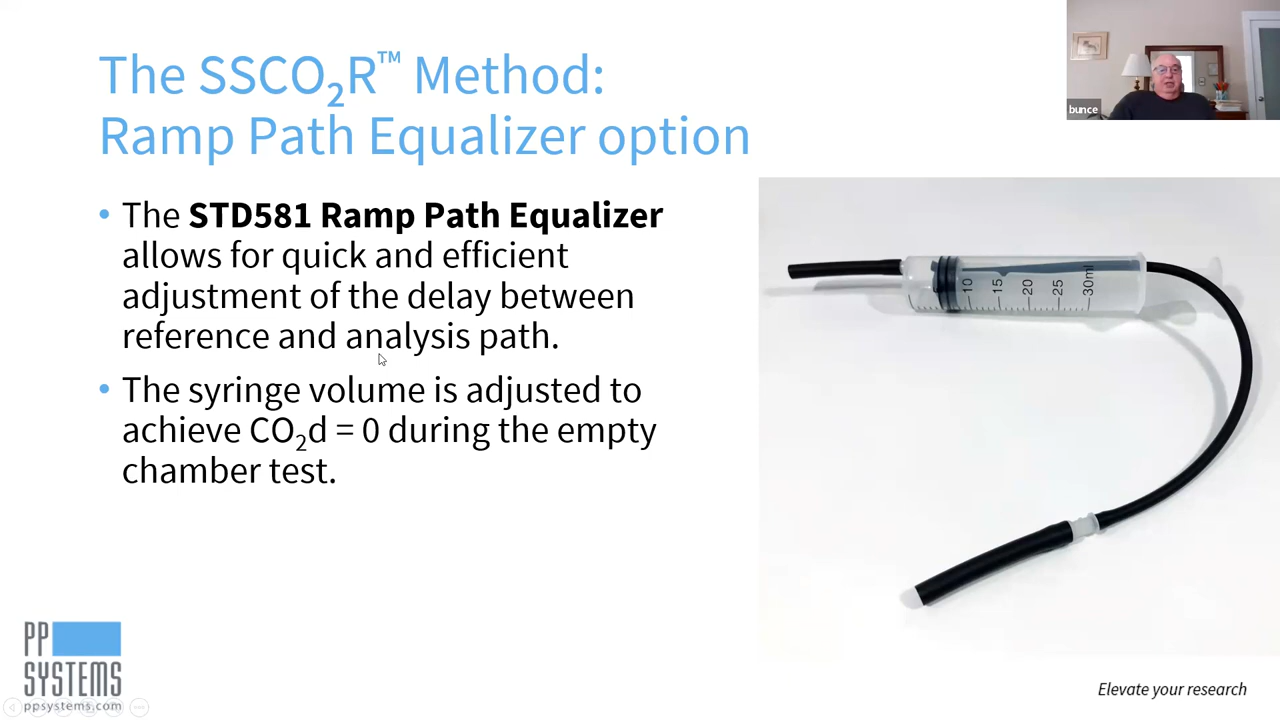 The SSCO₂R™ Method:
Ramp Path Equalizer option
bunce
• The STD581 Ramp Path Equalizer
allows for quick and efficient
adjustment of the delay between
reference and analysis path.
• The syringe volume is adjusted to
achieve CO₂d = 0 during the empty
chamber test.
10 15 20 25 30ml
PP
SYSTEMS
ppsystems.com
Elevate your research